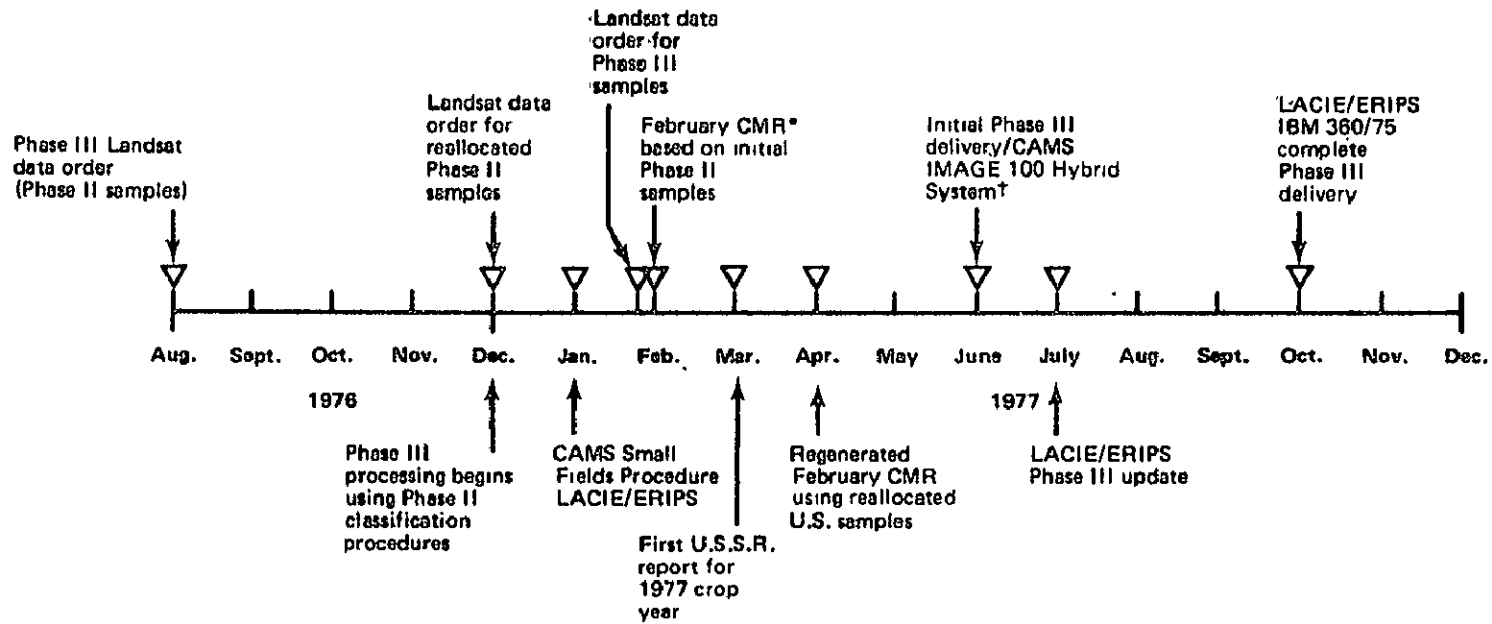 Landsat data
order for
Phase III
samples
Phase III Landsat
data order
(Phase II samples)
Landsat data
order for
reallocated
Phase II
samples
February CMR*
based on initial
Phase II
samples
Initial Phase III
delivery/CAMS
IMAGE 100 Hybrid
System†
LACIE/ERIPS
IBM 360/75
complete
Phase III
delivery
Aug. Sept. Oct. Nov. Dec. Jan. Feb. Mar. Apr. May June July Aug. Sept. Oct. Nov. Dec.
1976 1977
Phase III
processing begins
using Phase II
classification
procedures
CAMS Small
Fields Procedure
LACIE/ERIPS
First U.S.S.R.
report for
1977 crop
year
Regenerated
February CMR
using reallocated
U.S. samples
LACIE/ERIPS
Phase III update